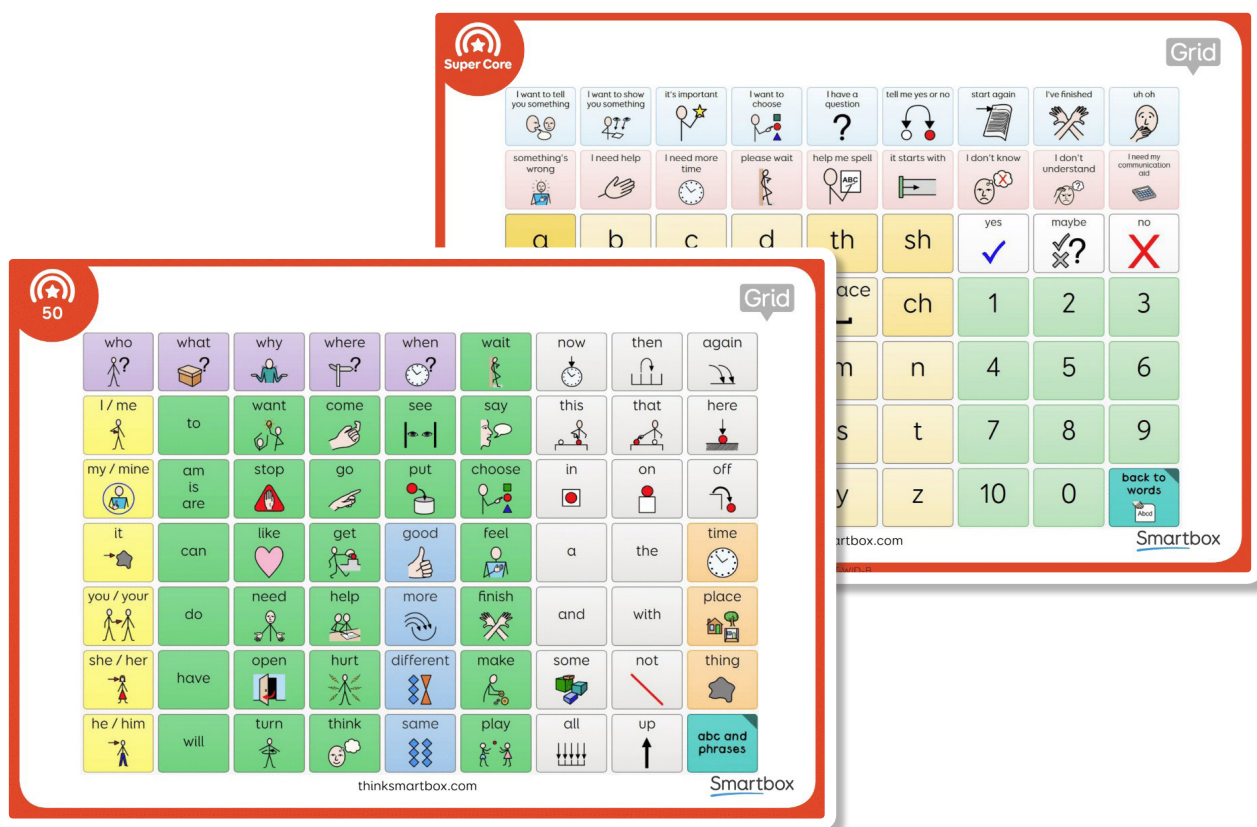 Super Core
Grid
I want to tell
you something
I want to show
you something
it's important
I want to
choose
I have a
question
?
tell me yes or no
start again
I've finished
uh oh
something's
wrong
I need help
I need more
time
please wait
help me spell
ABC
it starts with
I don't know
I don't
understand
?
I need my
communication
aid
a
b
c
d
th
sh
yes
maybe
?
no
ace
ch
1
2
3
m
n
4
5
6
s
t
7
8
9
y
z
10
0
back to
words
Abcd
artbox.com
Smartbox
50
Grid
who
?
what
?
why
where
?
when
?
wait
now
then
again
I / me
to
want
come
see
say
this
that
here
my / mine
am
is
are
stop
go
put
choose
in
on
off
it
can
like
get
good
feel
a
the
time
you / your
do
need
help
more
finish
and
with
place
she / her
have
open
hurt
different
make
some
not
thing
he / him
will
turn
think
same
play
all
up
abc and
phrases
thinksmartbox.com
Smartbox